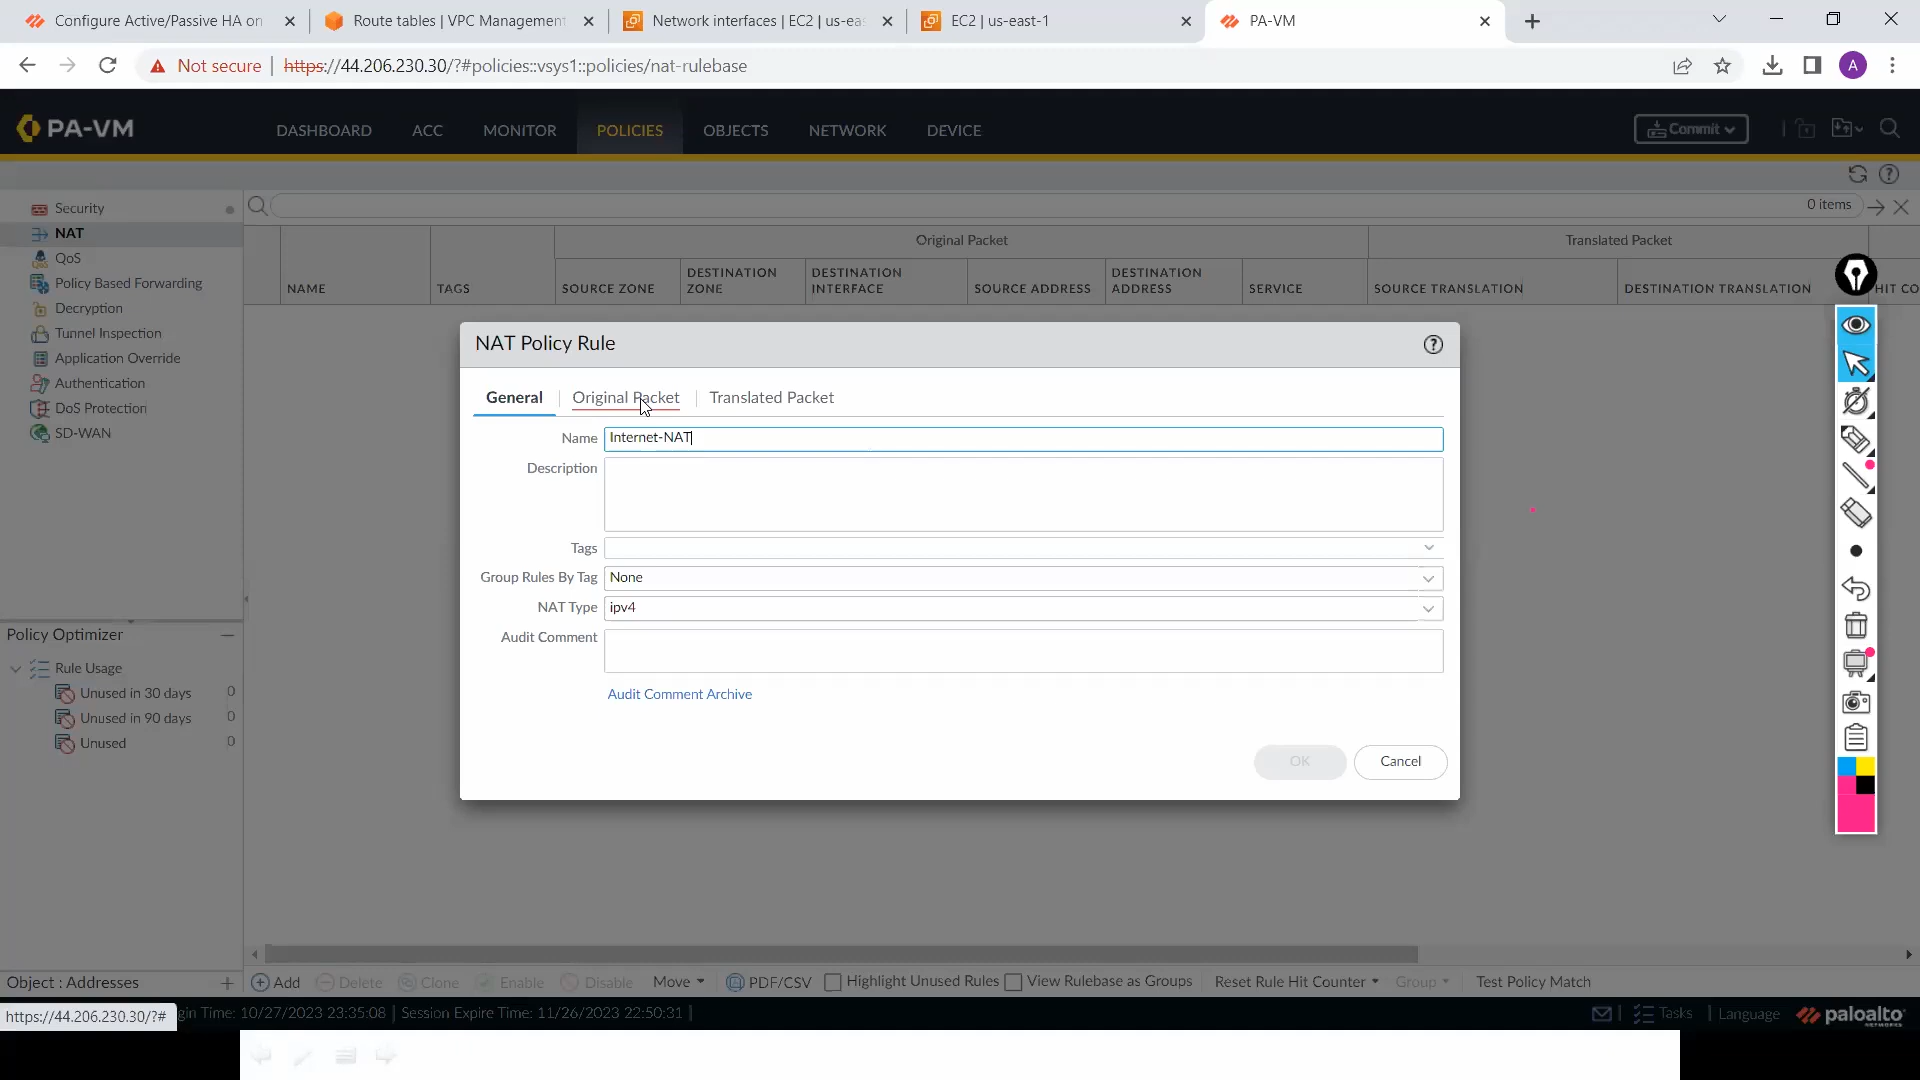 Configure Active/Passive HA on
Route tables | VPC Management
Network interfaces | EC2 | us-eas
EC2 | us-east-1
PA-VM
Not secure
https://44.206.230.30/?#policies::vsys1::policies/nat-rulebase
A
PA-VM
DASHBOARD
ACC
MONITOR
POLICIES
OBJECTS
NETWORK
DEVICE
Commit
Security
NAT
QoS
Policy Based Forwarding
Decryption
Tunnel Inspection
Application Override
Authentication
DoS Protection
SD-WAN
0 items
Original Packet
Translated Packet
NAME
TAGS
SOURCE ZONE
DESTINATION ZONE
DESTINATION INTERFACE
SOURCE ADDRESS
DESTINATION ADDRESS
SERVICE
SOURCE TRANSLATION
DESTINATION TRANSLATION
HIT CO
NAT Policy Rule
General
Original Packet
Translated Packet
Name
Internet-NAT
Description
Tags
Group Rules By Tag
None
NAT Type
ipv4
Audit Comment
Audit Comment Archive
OK
Cancel
Policy Optimizer
Rule Usage
Unused in 30 days 0
Unused in 90 days 0
Unused 0
Object : Addresses
Add
Delete
Clone
Enable
Disable
Move
PDF/CSV
Highlight Unused Rules
View Rulebase as Groups
Reset Rule Hit Counter
Group
Test Policy Match
https://44.206.230.30/?#
gin Time: 10/27/2023 23:35:08 | Session Expire Time: 11/26/2023 22:50:31 |
Tasks
Language
paloalto
NETWORKS